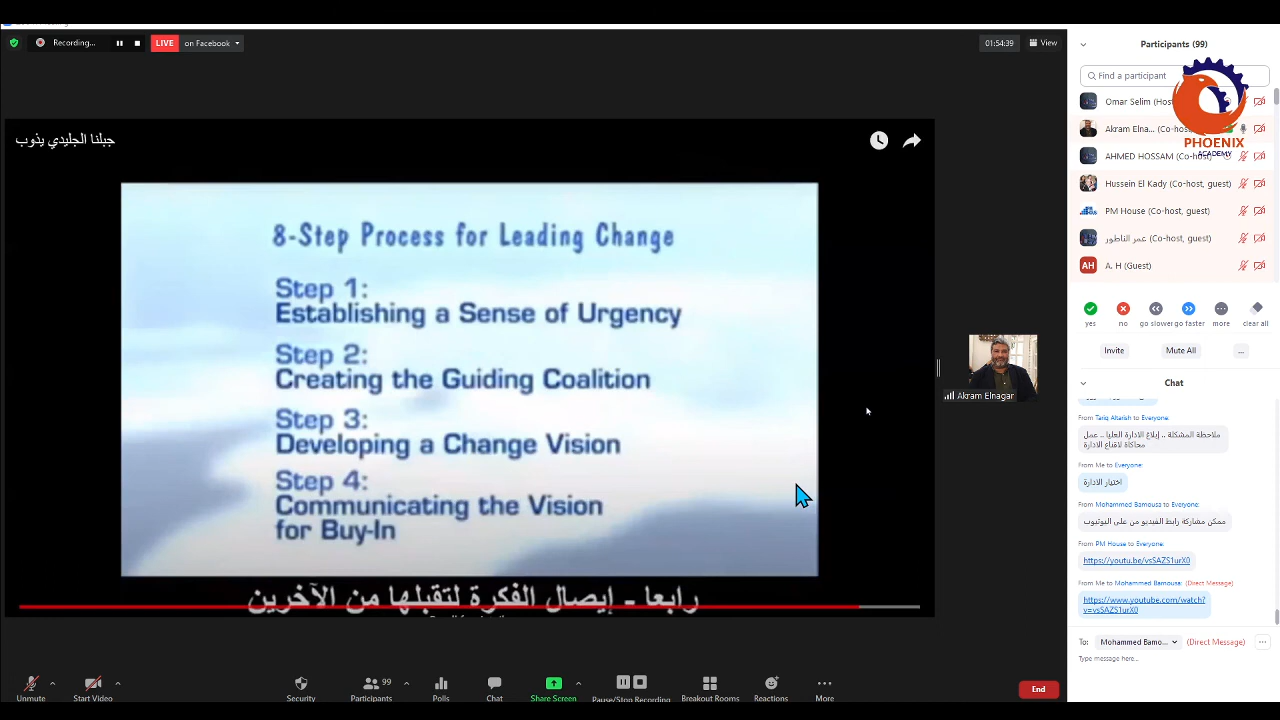 Recording...
LIVE
on Facebook
01:54:39
View
جبلنا الجليدي يذوب
8-Step Process for Leading Change
Step 1:
Establishing a Sense of Urgency
Step 2:
Creating the Guiding Coalition
Step 3:
Developing a Change Vision
Step 4:
Communicating the Vision
for Buy-In
رابعا - إيصال الفكرة لتقبلها من الآخرين
Akram Elnagar
Participants (99)
Find a participant
Omar Selim (Host
Akram Elna... (Co-host
AHMED HOSSAM (Co-host)
Hussein El Kady (Co-host, guest)
PM House (Co-host, guest)
عمر الناطور (Co-host, guest)
AH
A. H (Guest)
PHOENIX
ACADEMY
yes
no
go slower
go faster
more
clear all
Invite
Mute All
...
Chat
From Tariq Altarish to Everyone:
ملاحظة المشكلة .. إبلاغ الادارة العليا .. عمل
محاكاة لاقناع الادارة
From Me to Everyone:
اختيار الادارة
From Mohammed Bamousa to Everyone:
ممكن مشاركة رابط الفيديو من على اليوتيوب
From PM House to Everyone:
https://youtu.be/vsSAZS1urX0
From Me to Mohammed Bamousa: (Direct Message)
https://www.youtube.com/watch?
v=vsSAZS1urX0
To:
Mohammed Bamo...
(Direct Message)
Type message here...
Unmute
Start Video
Security
99
Participants
Polls
Chat
Share Screen
Pause/Stop Recording
Breakout Rooms
Reactions
More
End